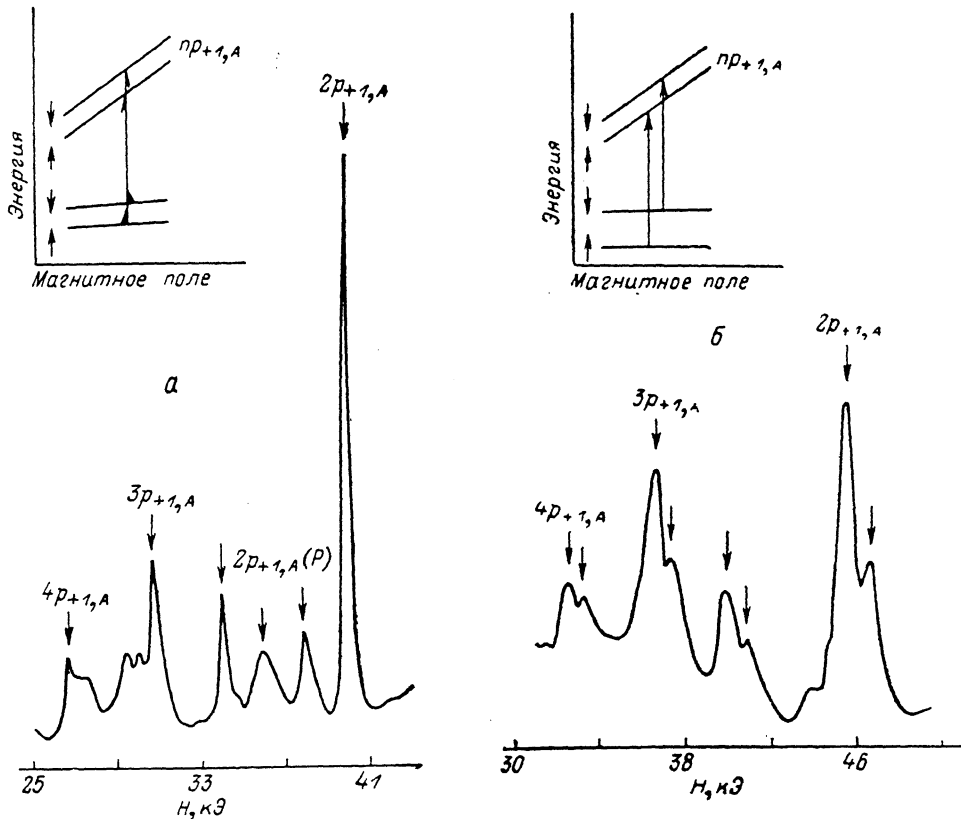 Энергия
np+1,A
Магнитное поле
2p+1,A
а
3p+1,A
4p+1,A
2p+1,A(P)
25
33
41
H, кЭ
Энергия
np+1,A
Магнитное поле
б
2p+1,A
3p+1,A
4p+1,A
30
38
46
H, кЭ